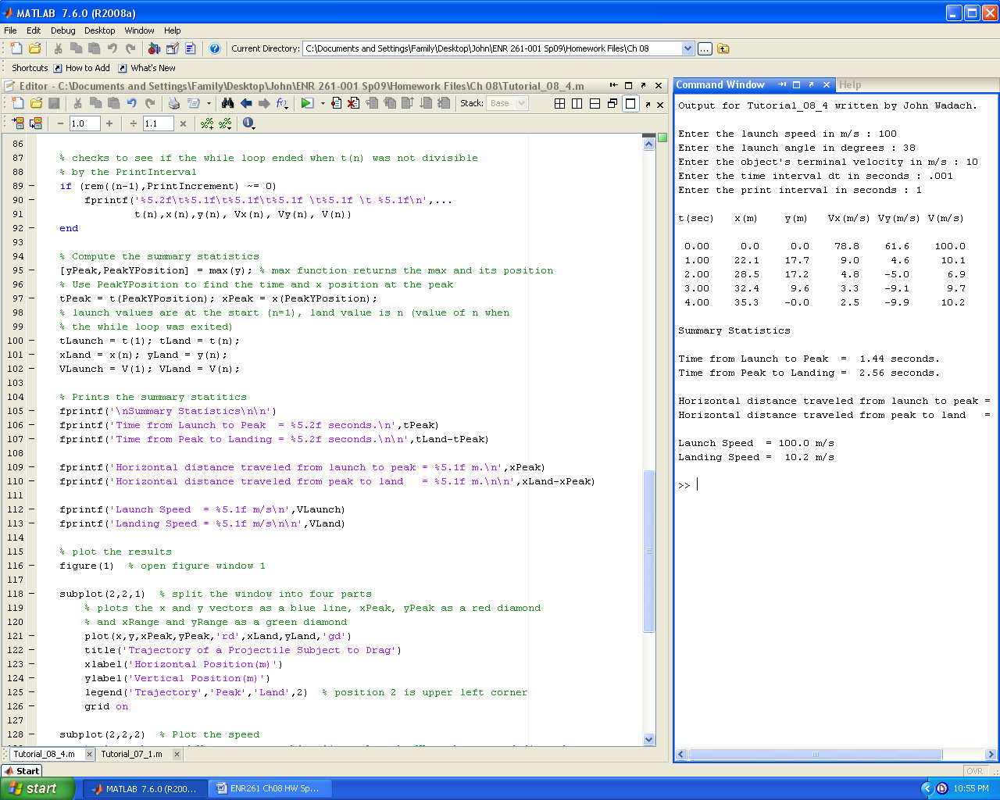 MATLAB 7.6.0 (R2008a)
File Edit Debug Desktop Window Help
Current Directory: C:\Documents and Settings\Family\Desktop\John\ENR 261-001 Sp09\Homework Files\Ch 08
Shortcuts How to Add What's New
Editor - C:\Documents and Settings\Family\Desktop\John\ENR 261-001 Sp09\Homework Files\Ch 08\Tutorial_08_4.m
Stack: Base
1.0 1.1
86
87 % checks to see if the while loop ended when t(n) was not divisible
88 % by the PrintInterval
89 if (rem((n-1),PrintIncrement) ~= 0)
90 fprintf('%5.2f\t%5.1f\t%5.1f\t%5.1f \t%5.1f \t %5.1f\n',...
91 t(n),x(n),y(n), Vx(n), Vy(n), V(n))
92 end
93
94 % Compute the summary statistics
95 [yPeak,PeakYPosition] = max(y); % max function returns the max and its position
96 % Use PeakYPosition to find the time and x position at the peak
97 tPeak = t(PeakYPosition); xPeak = x(PeakYPosition);
98 % launch values are at the start (n=1), land value is n (value of n when
99 % the while loop was exited)
100 tLaunch = t(1); tLand = t(n);
101 xLand = x(n); yLand = y(n);
102 VLaunch = V(1); VLand = V(n);
103
104 % Prints the summary statitics
105 fprintf('\nSummary Statistics\n\n')
106 fprintf('Time from Launch to Peak  = %5.2f seconds.\n',tPeak)
107 fprintf('Time from Peak to Landing = %5.2f seconds.\n\n',tLand-tPeak)
108
109 fprintf('Horizontal distance traveled from launch to peak = %5.1f m.\n',xPeak)
110 fprintf('Horizontal distance traveled from peak to land   = %5.1f m.\n\n',xLand-xPeak)
111
112 fprintf('Launch Speed  = %5.1f m/s\n',VLaunch)
113 fprintf('Landing Speed = %5.1f m/s\n\n',VLand)
114
115 % plot the results
116 figure(1)  % open figure window 1
117
118 subplot(2,2,1)  % split the window into four parts
119 % plots the x and y vectors as a blue line, xPeak, yPeak as a red diamond
120 % and xRange and yRange as a green diamond
121 plot(x,y,xPeak,yPeak,'rd',xLand,yLand,'gd')
122 title('Trajectory of a Projectile Subject to Drag')
123 xlabel('Horizontal Position(m)')
124 ylabel('Vertical Position(m)')
125 legend('Trajectory','Peak','Land',2)  % position 2 is upper left corner
126 grid on
127
128 subplot(2,2,2)  % Plot the speed
Tutorial_08_4.m Tutorial_07_1.m
Command Window Help
Output for Tutorial_08_4 written by John Wadach.
Enter the launch speed in m/s : 100
Enter the launch angle in degrees : 38
Enter the object's terminal velocity in m/s : 10
Enter the time interval dt in seconds : .001
Enter the print interval in seconds : 1
t(sec) x(m) y(m) Vx(m/s) Vy(m/s) V(m/s)
0.00 0.0 0.0 78.8 61.6 100.0
1.00 22.1 17.7 9.0 4.6 10.1
2.00 28.5 17.2 4.8 -5.0 6.9
3.00 32.4 9.6 3.3 -9.1 9.7
4.00 35.3 -0.0 2.5 -9.9 10.2
Summary Statistics
Time from Launch to Peak  =  1.44 seconds.
Time from Peak to Landing =  2.56 seconds.
Horizontal distance traveled from launch to peak =
Horizontal distance traveled from peak to land   =
Launch Speed  = 100.0 m/s
Landing Speed =  10.2 m/s
>>
Start OVR
start MATLAB 7.6.0 (R200... ENR261 Ch08 HW Sp... 10:55 PM